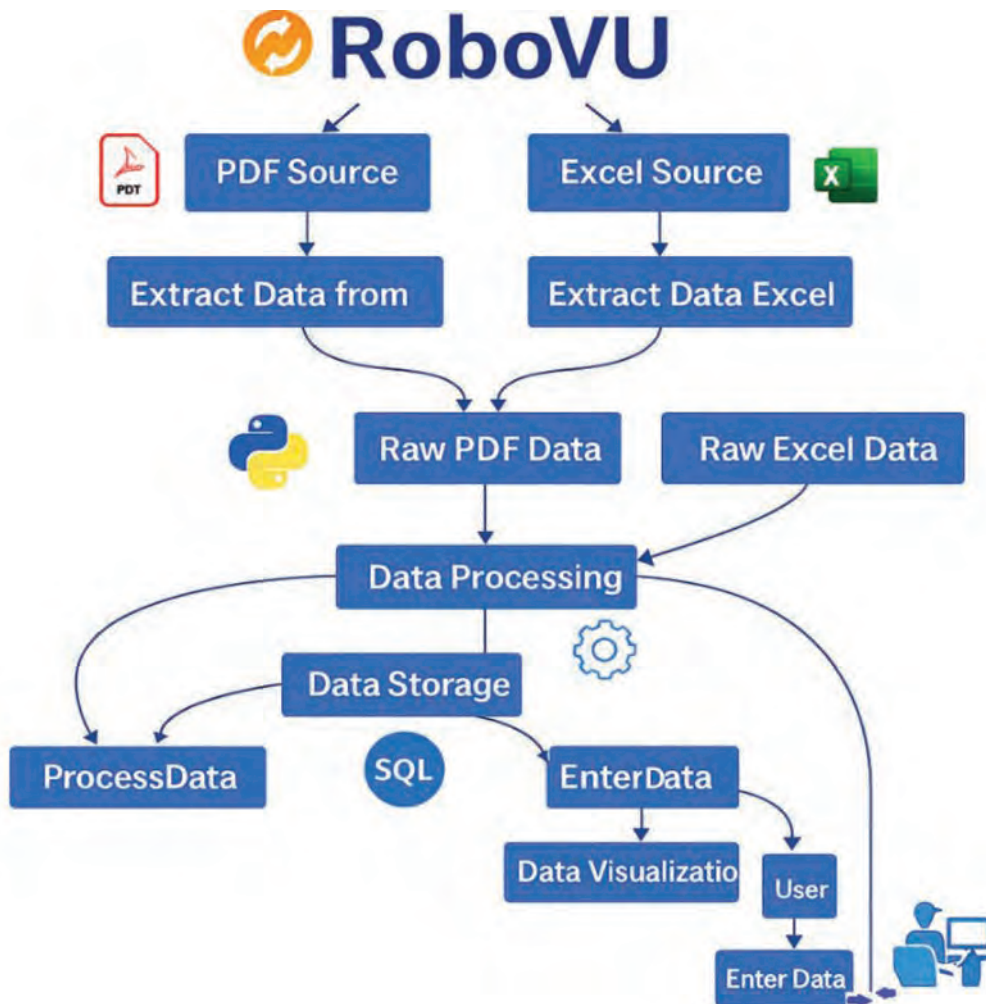 RoboVU
PDF Source
Excel Source
PDT
X
Extract Data from
Extract Data Excel
Raw PDF Data
Raw Excel Data
Data Processing
Data Storage
ProcessData
SQL
EnterData
Data Visualizatio
User
Enter Data